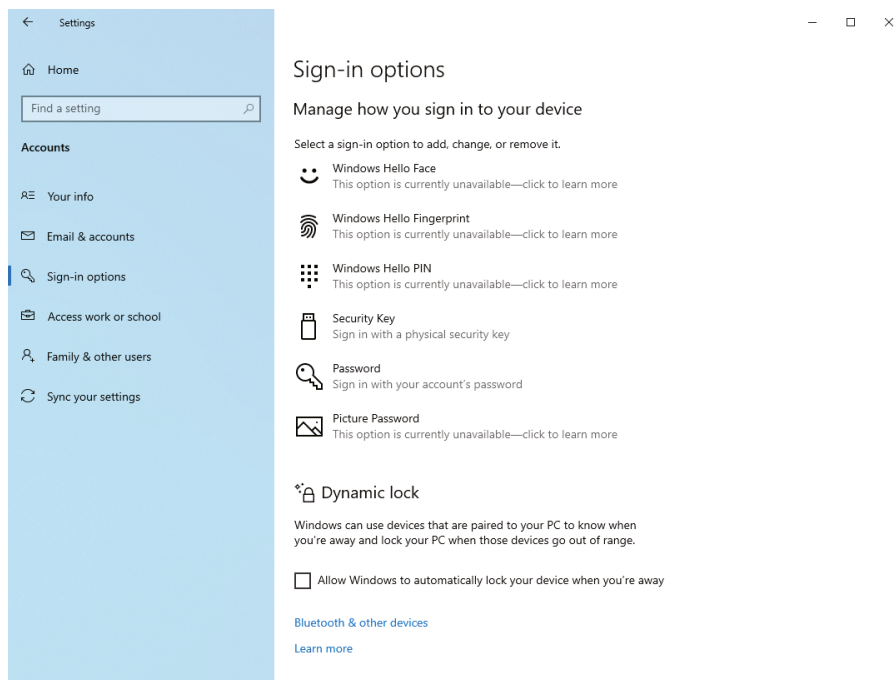 Settings
Home
Find a setting
Accounts
Your info
Email & accounts
Sign-in options
Access work or school
Family & other users
Sync your settings
Sign-in options
Manage how you sign in to your device
Select a sign-in option to add, change, or remove it.
Windows Hello Face
This option is currently unavailable—click to learn more
Windows Hello Fingerprint
This option is currently unavailable—click to learn more
Windows Hello PIN
This option is currently unavailable—click to learn more
Security Key
Sign in with a physical security key
Password
Sign in with your account's password
Picture Password
This option is currently unavailable—click to learn more
Dynamic lock
Windows can use devices that are paired to your PC to know when
you're away and lock your PC when those devices go out of range.
Allow Windows to automatically lock your device when you're away
Bluetooth & other devices
Learn more